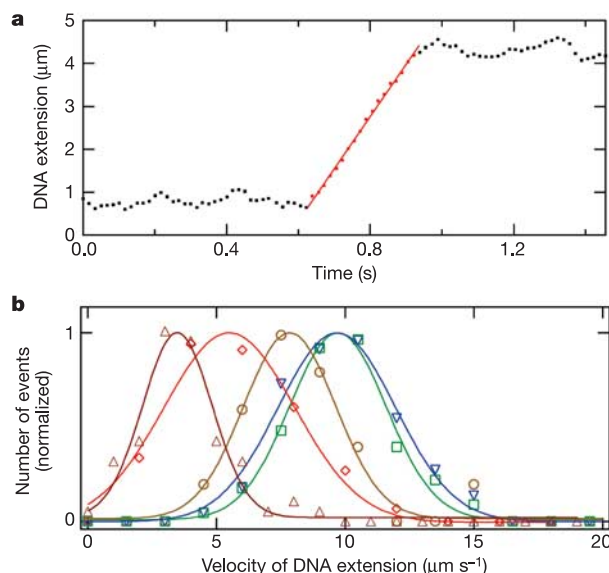 a
DNA extension (μm)
5
4
3
2
1
0
0.0 0.4 0.8 1.2
Time (s)
b
Number of events
(normalized)
1
0
0 5 10 15 20
Velocity of DNA extension (μm s⁻¹)